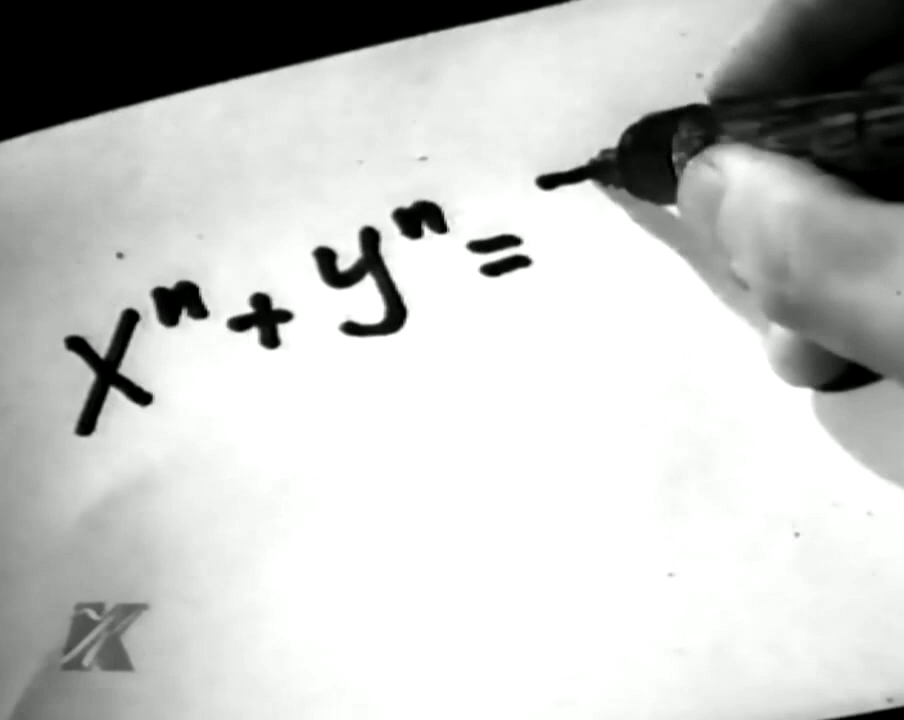 xⁿ + yⁿ =
K